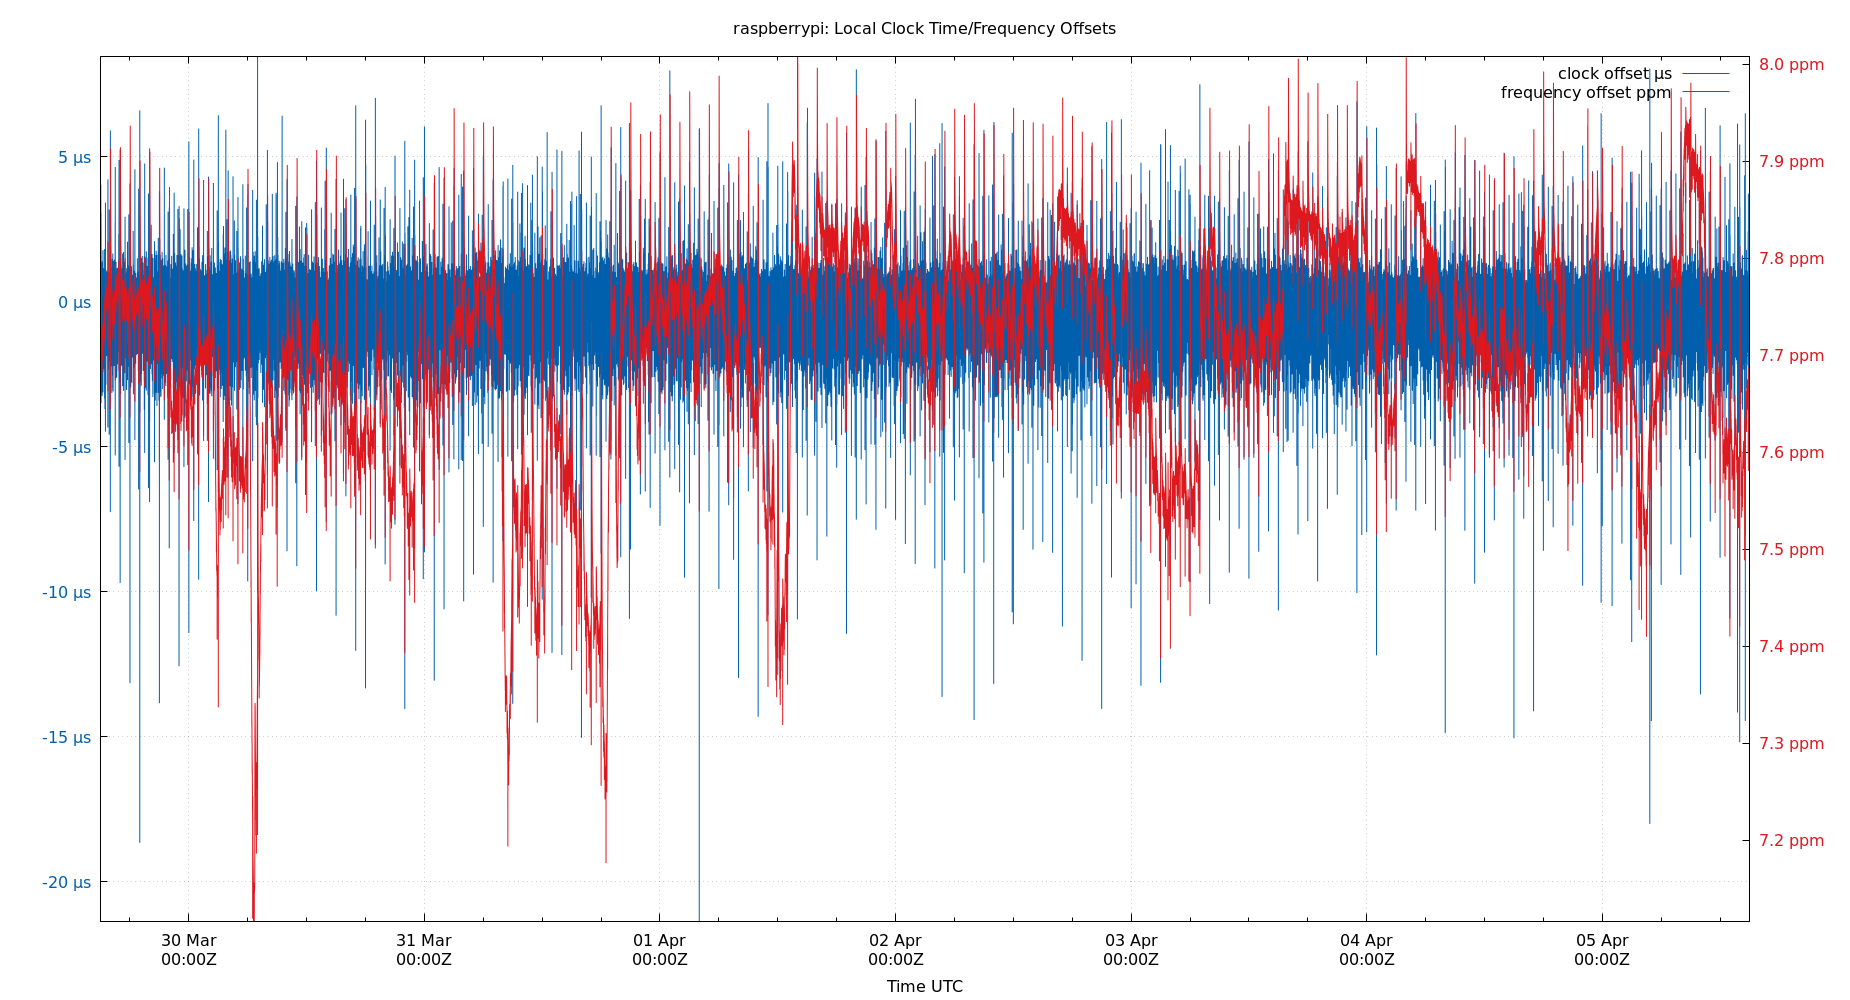 raspberrypi: Local Clock Time/Frequency Offsets
clock offset µs
frequency offset ppm
5 µs
0 µs
-5 µs
-10 µs
-15 µs
-20 µs
8.0 ppm
7.9 ppm
7.8 ppm
7.7 ppm
7.6 ppm
7.5 ppm
7.4 ppm
7.3 ppm
7.2 ppm
30 Mar
00:00Z
31 Mar
00:00Z
01 Apr
00:00Z
02 Apr
00:00Z
03 Apr
00:00Z
04 Apr
00:00Z
05 Apr
00:00Z
Time UTC